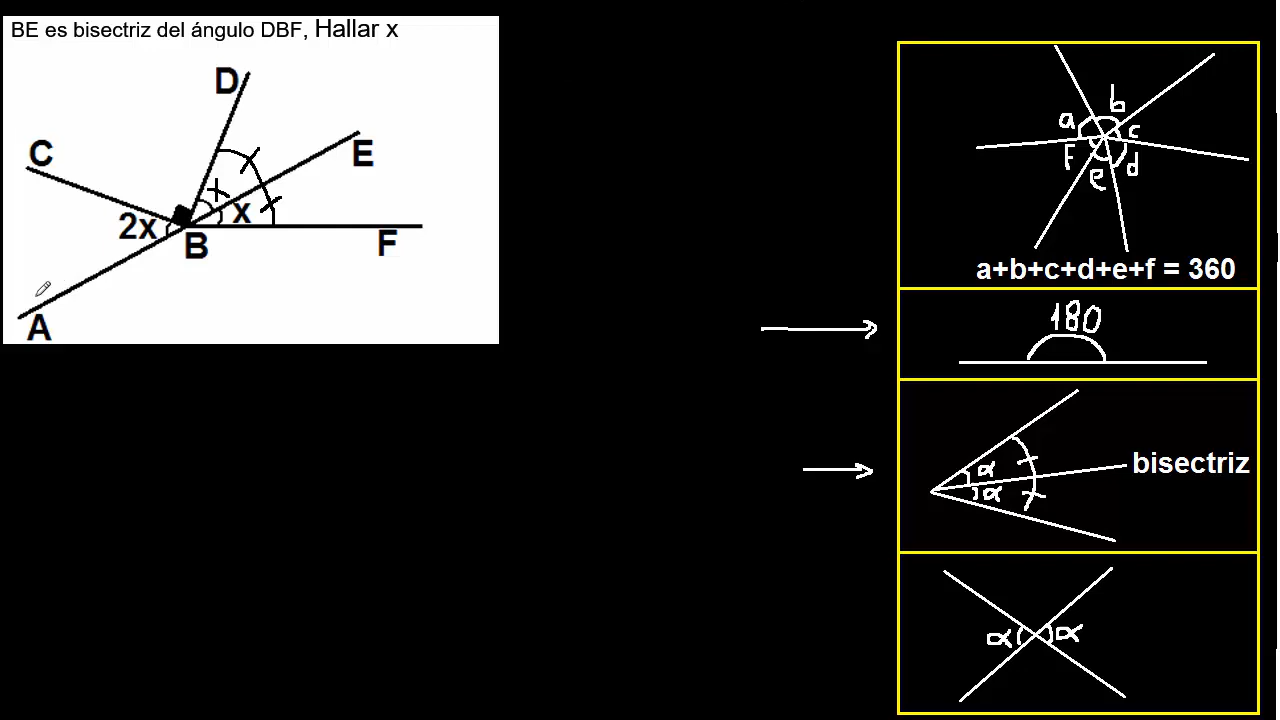 BE es bisectriz del ángulo DBF, Hallar x
D
C
E
x
2x
x
B
F
A
b
a
c
f
d
e
a+b+c+d+e+f = 360
180
α
bisectriz
α
α
α